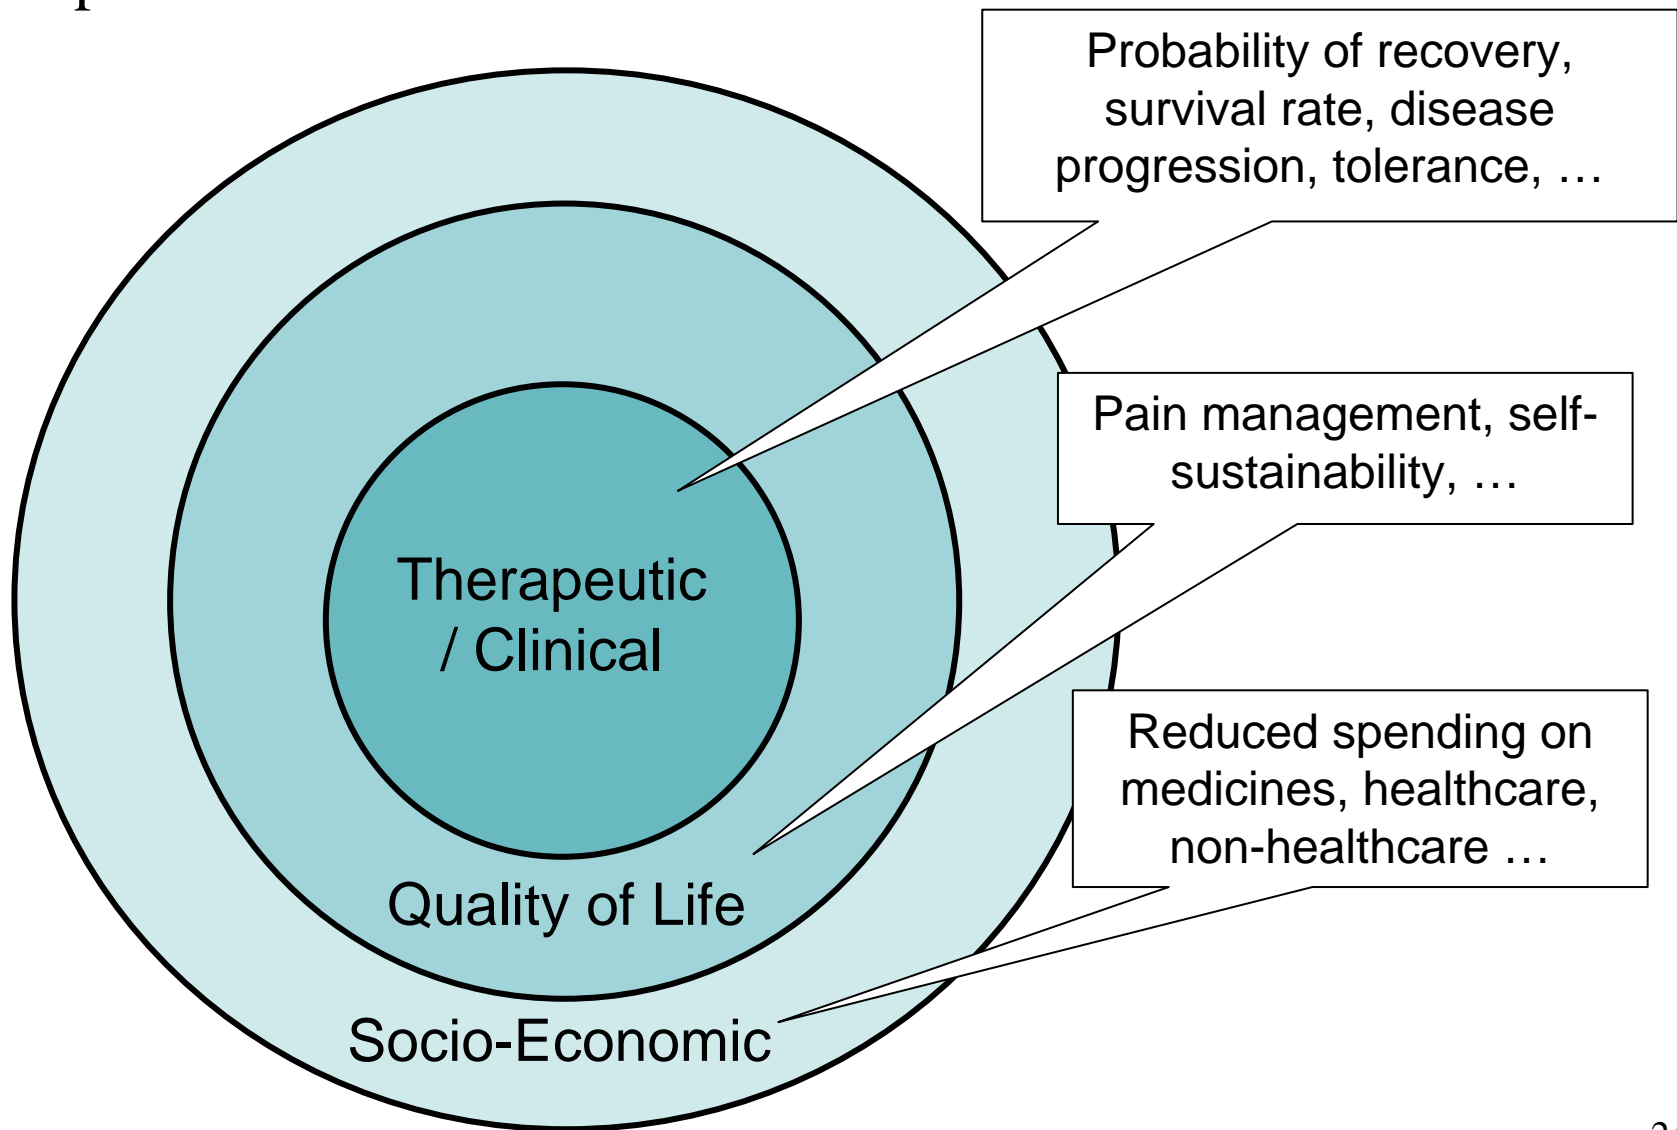 Probability of recovery,
survival rate, disease
progression, tolerance, …
Pain management, self-
sustainability, …
Therapeutic
/ Clinical
Reduced spending on
medicines, healthcare,
non-healthcare …
Quality of Life
Socio-Economic